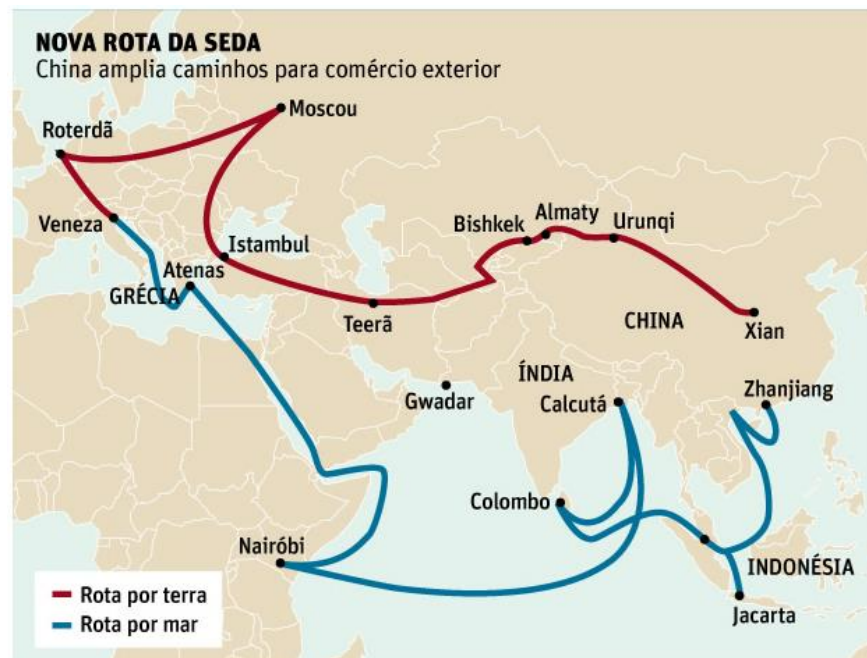 NOVA ROTA DA SEDA
China amplia caminhos para comércio exterior
Moscou
Roterdã
Veneza
Istambul
Atenas
GRÉCIA
Teerã
Bishkek
Almaty
Urunqi
CHINA
Xian
Gwadar
ÍNDIA
Calcutá
Zhanjiang
Colombo
Nairóbi
INDONÉSIA
Jacarta
Rota por terra
Rota por mar